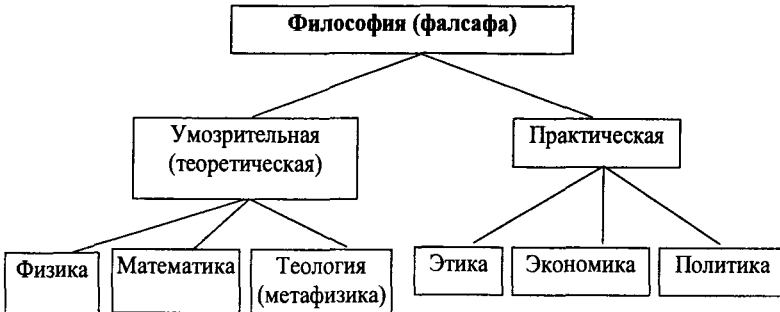 Философия (фалсафа)
Умозрительная
(теоретическая)
Практическая
Физика
Математика
Теология
(метафизика)
Этика
Экономика
Политика